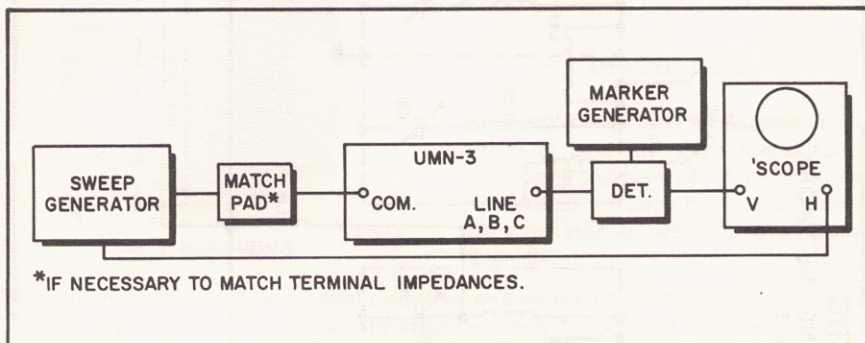 SWEEP
GENERATOR
MATCH
PAD*
UMN-3
COM.
LINE
A, B, C
MARKER
GENERATOR
DET.
'SCOPE
V
H
*IF NECESSARY TO MATCH TERMINAL IMPEDANCES.